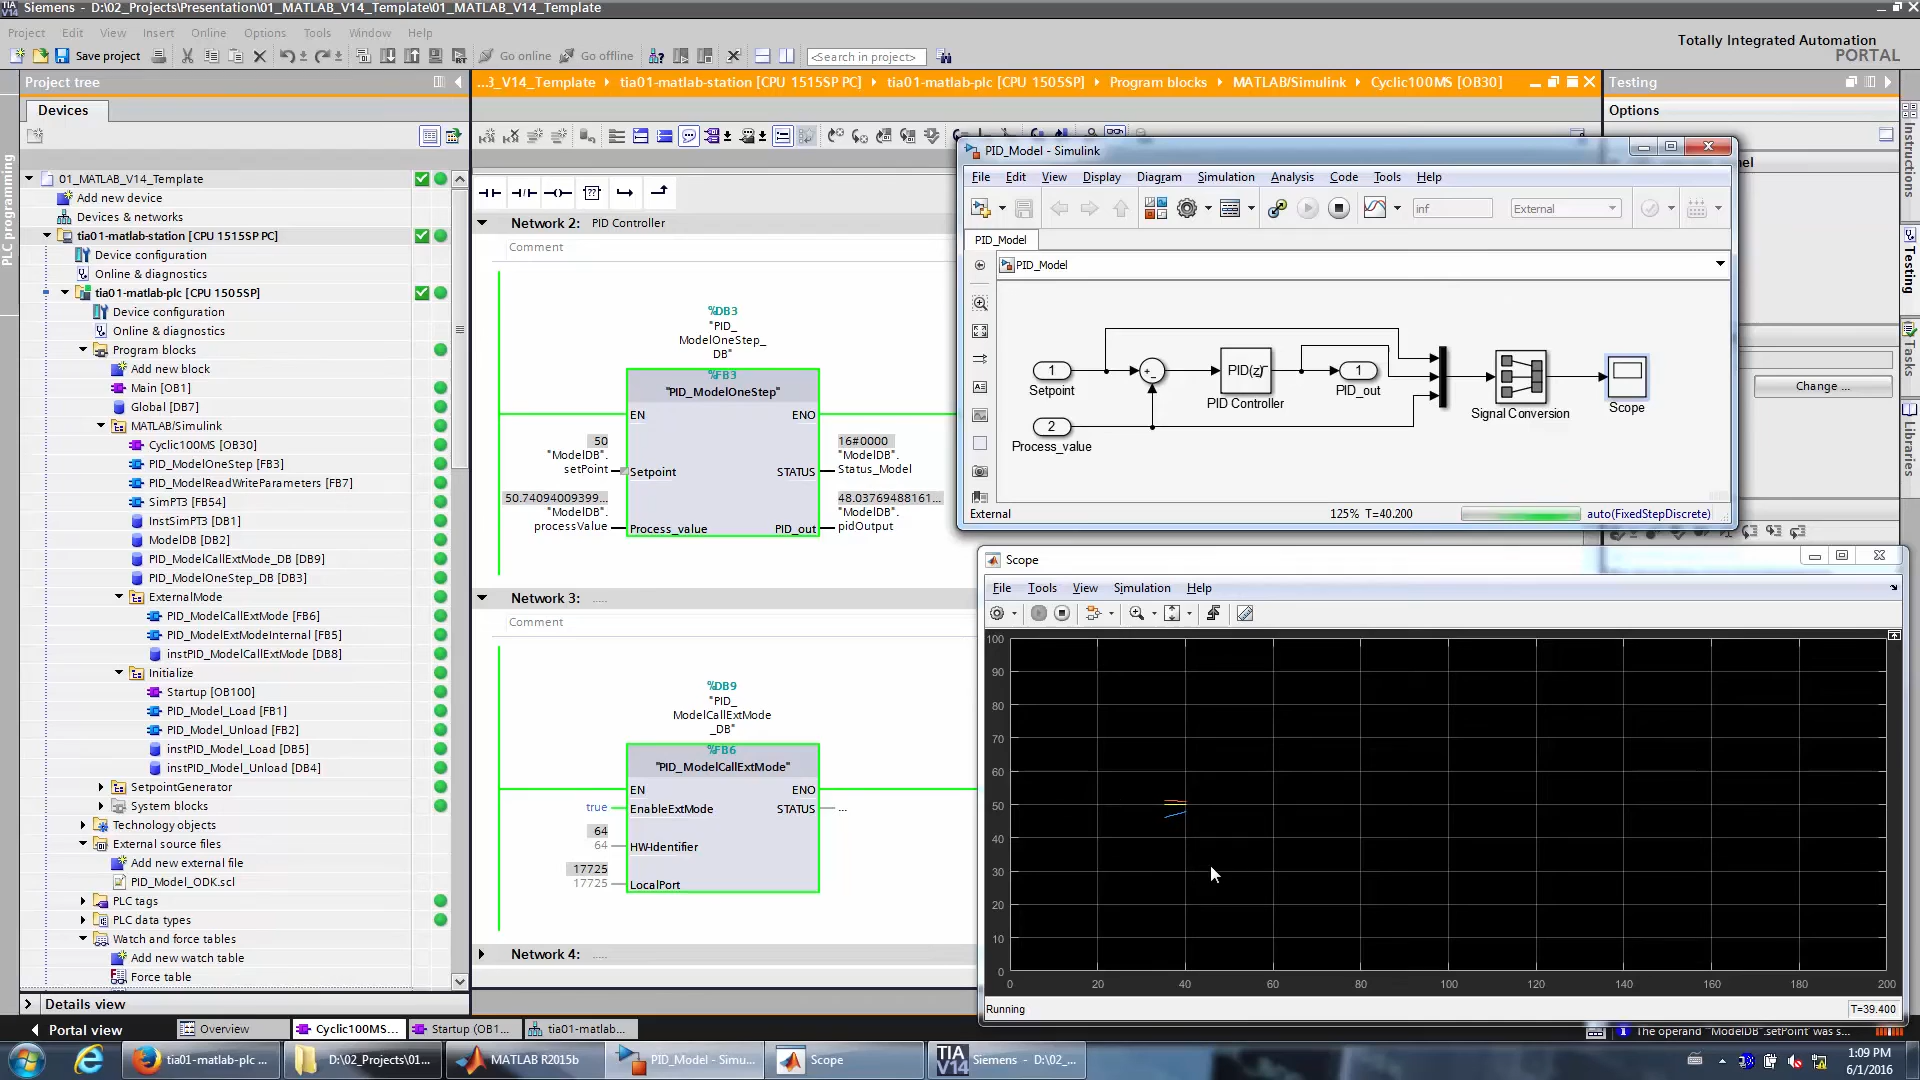 Siemens - D:\02_Projects\Presentation\01_MATLAB_V14_Template\01_MATLAB_V14_Template
Project Edit View Insert Online Options Tools Window Help
Save project Go online Go offline <Search in project>
Totally Integrated Automation
PORTAL
Project tree
Devices
01_MATLAB_V14_Template
Add new device
Devices & networks
tia01-matlab-station [CPU 1515SP PC]
Device configuration
Online & diagnostics
tia01-matlab-plc [CPU 1505SP]
Device configuration
Online & diagnostics
Program blocks
Add new block
Main [OB1]
Global [DB7]
MATLAB/Simulink
Cyclic100MS [OB30]
PID_ModelOneStep [FB3]
PID_ModelReadWriteParameters [FB7]
SimPT3 [FB54]
InstSimPT3 [DB1]
ModelDB [DB2]
PID_ModelCallExtMode_DB [DB9]
PID_ModelOneStep_DB [DB3]
ExternalMode
PID_ModelCallExtMode [FB6]
PID_ModelExtModeInternal [FB5]
instPID_ModelCallExtMode [DB8]
Initialize
Startup [OB100]
PID_Model_Load [FB1]
PID_Model_Unload [FB2]
instPID_Model_Load [DB5]
instPID_Model_Unload [DB4]
SetpointGenerator
System blocks
Technology objects
External source files
Add new external file
PID_Model_ODK.scl
PLC tags
PLC data types
Watch and force tables
Add new watch table
Force table
Details view
PLC programming
...3_V14_Template tia01-matlab-station [CPU 1515SP PC] tia01-matlab-plc [CPU 1505SP] Program blocks MATLAB/Simulink Cyclic100MS [OB30]
Network 2: PID Controller
Comment
%DB3
"PID_
ModelOneStep_
DB"
%FB3
"PID_ModelOneStep"
EN ENO
50
"ModelDB".
setPoint Setpoint
16#0000
"ModelDB".
STATUS Status_Model
50.74094009399...
"ModelDB".
processValue Process_value
48.03769488161...
"ModelDB".
PID_out pidOutput
Network 3: .....
Comment
%DB9
"PID_
ModelCallExtMode
_DB"
%FB6
"PID_ModelCallExtMode"
EN ENO
true EnableExtMode STATUS ...
64
64 HW-Identifier
17725
17725 LocalPort
Network 4: .....
Testing
Options
Change ...
Instructions
Testing
Tasks
Libraries
PID_Model - Simulink
File Edit View Display Diagram Simulation Analysis Code Tools Help
inf External
PID_Model
PID_Model
1
Setpoint
2
Process_value
PID(z)
PID Controller
1
PID_out
Signal Conversion
Scope
External 125% T=40.200 auto(FixedStepDiscrete)
Scope
File Tools View Simulation Help
100
90
80
70
60
50
40
30
20
10
0
0 20 40 60 80 100 120 140 160 180 200
Running T=39.400
Portal view Overview Cyclic100MS... Startup (OB1... tia01-matlab...
The operand "ModelDB".setPoint was s...
tia01-matlab-plc ... D:\02_Projects\01... MATLAB R2015b PID_Model - Simu... Scope Siemens - D:\02_...
1:09 PM
6/1/2016